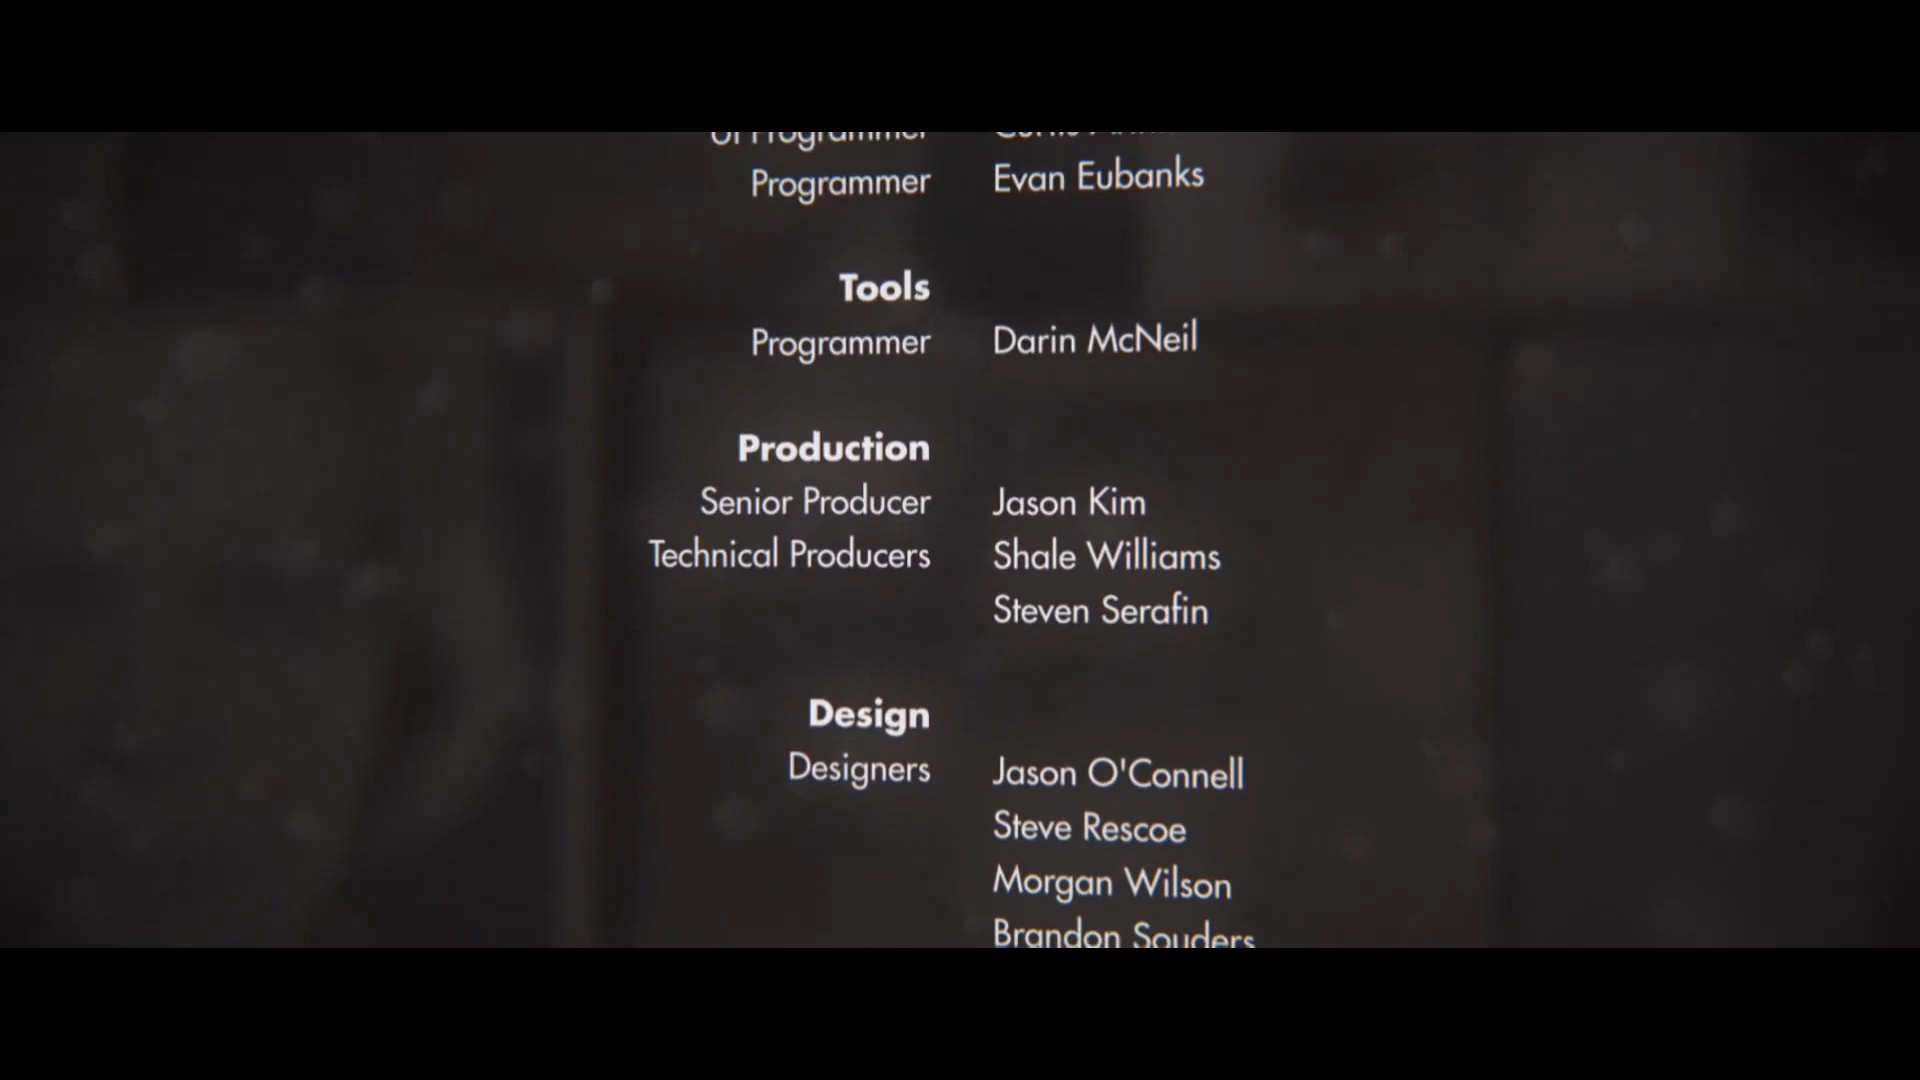 Programmer Evan Eubanks
Tools
Programmer Darin McNeil
Production
Senior Producer Jason Kim
Technical Producers Shale Williams
Steven Serafin
Design
Designers Jason O'Connell
Steve Rescoe
Morgan Wilson
Brandon Souders